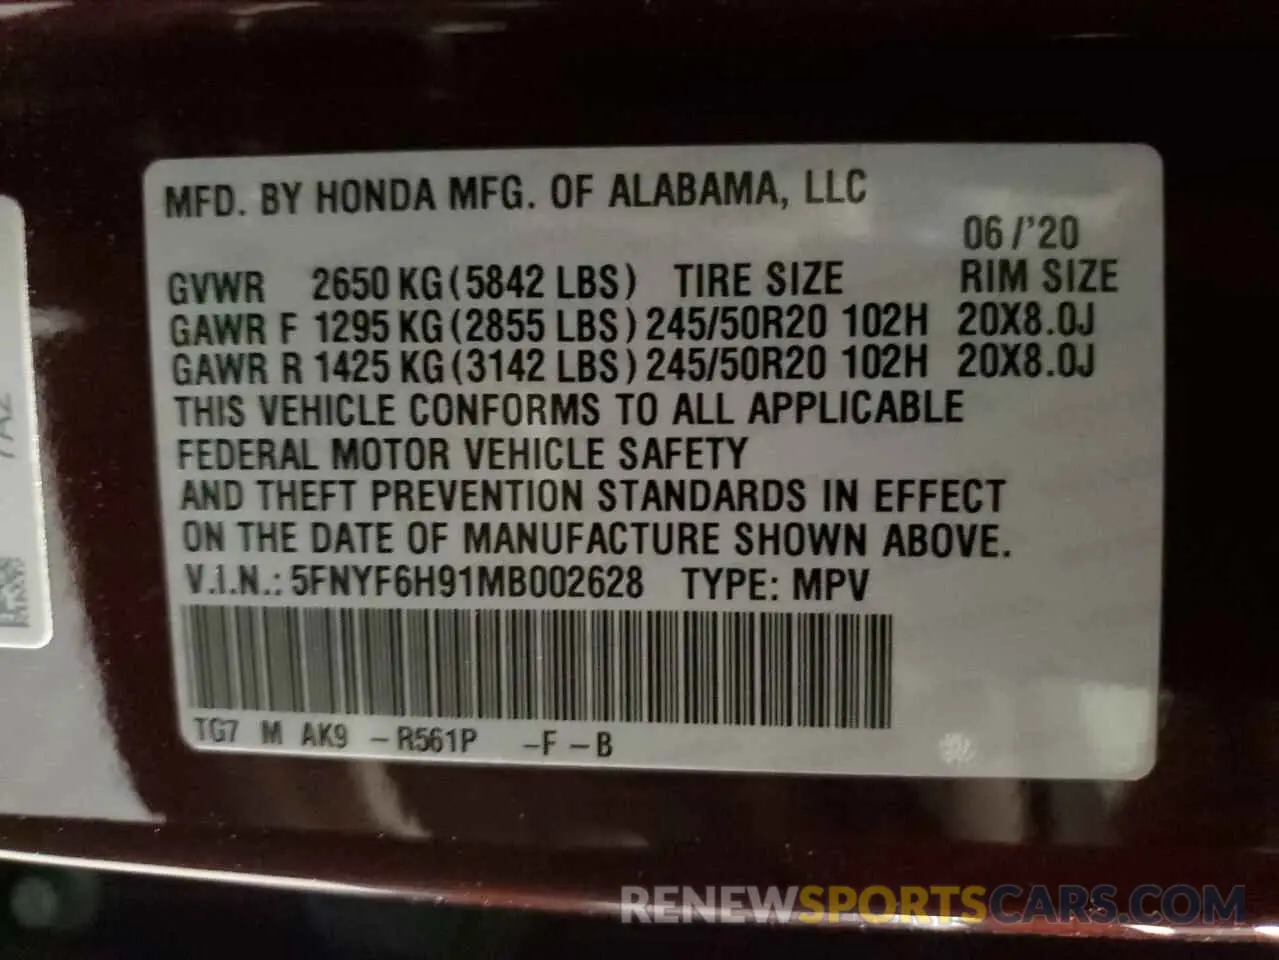 MFD. BY HONDA MFG. OF ALABAMA, LLC
06 /'20
GVWR 2650 KG (5842 LBS) TIRE SIZE RIM SIZE
GAWR F 1295 KG (2855 LBS) 245/50R20 102H 20X8.0J
GAWR R 1425 KG (3142 LBS) 245/50R20 102H 20X8.0J
THIS VEHICLE CONFORMS TO ALL APPLICABLE
FEDERAL MOTOR VEHICLE SAFETY
AND THEFT PREVENTION STANDARDS IN EFFECT
ON THE DATE OF MANUFACTURE SHOWN ABOVE.
V.I.N.: 5FNYF6H91MB002628 TYPE: MPV
TG7 M AK9 -R561P -F -B
RENEWSPORTSCARS.COM